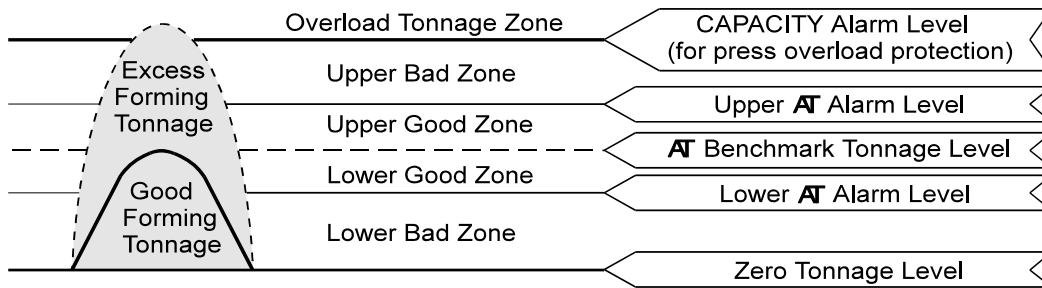 Overload Tonnage Zone
CAPACITY Alarm Level
(for press overload protection)
Excess
Forming
Tonnage
Upper Bad Zone
Upper AT Alarm Level
Upper Good Zone
AT Benchmark Tonnage Level
Lower Good Zone
Lower AT Alarm Level
Good
Forming
Tonnage
Lower Bad Zone
Zero Tonnage Level